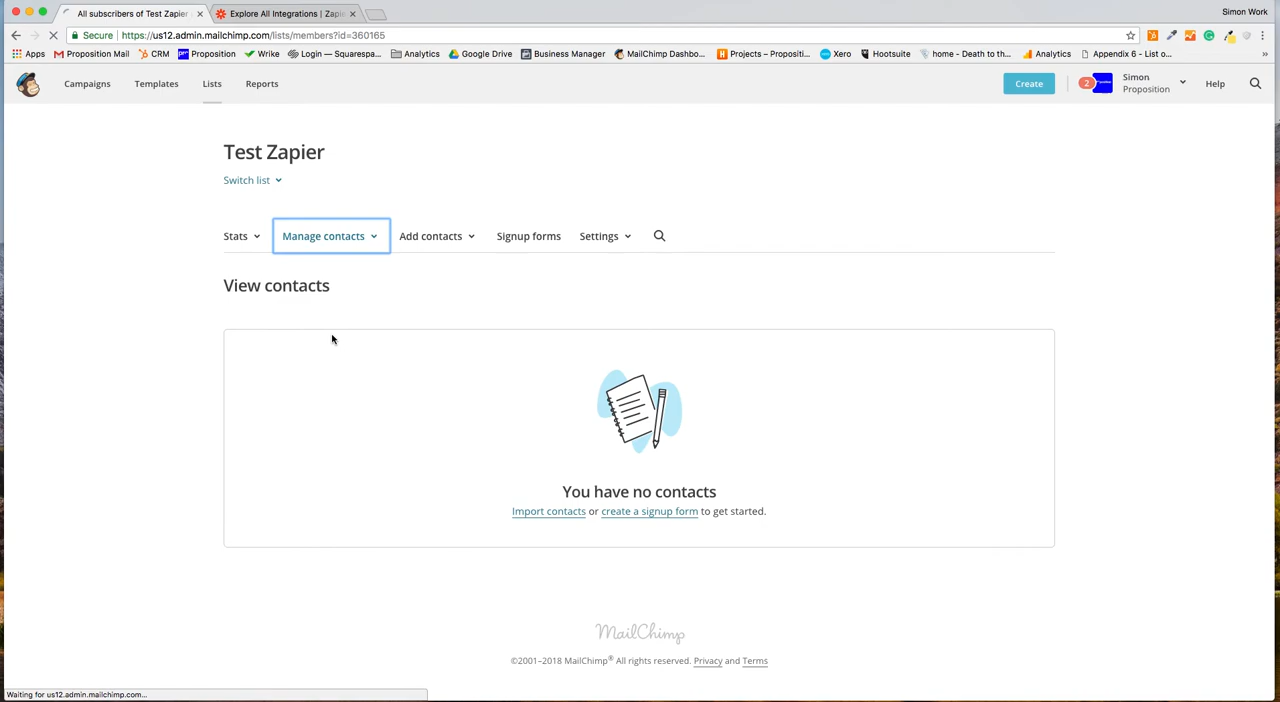 All subscribers of Test Zapier
Explore All Integrations | Zapi
Simon Work
Secure https://us12.admin.mailchimp.com/lists/members?id=360165
Apps Proposition Mail CRM Proposition Wrike Login — Squarespa... Analytics Google Drive Business Manager MailChimp Dashbo... Projects – Propositi... Xero Hootsuite home - Death to th... Analytics Appendix 6 - List o... »
Campaigns Templates Lists Reports Create 2 Simon Help
Proposition
Test Zapier
Switch list
Stats Manage contacts Add contacts Signup forms Settings
View contacts
You have no contacts
Import contacts or create a signup form to get started.
MailChimp
©2001–2018 MailChimp® All rights reserved. Privacy and Terms
Waiting for us12.admin.mailchimp.com...